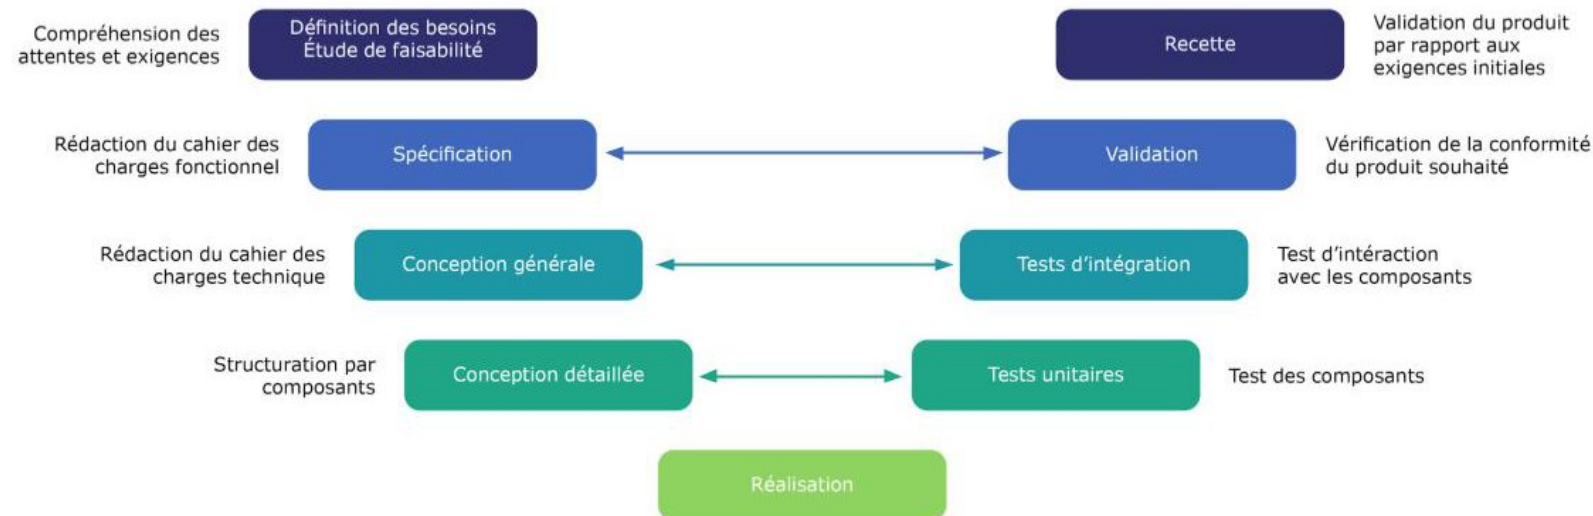 Compréhension des
attentes et exigences
Définition des besoins
Étude de faisabilité
Recette
Validation du produit
par rapport aux
exigences initiales
Rédaction du cahier des
charges fonctionnel
Spécification
Validation
Vérification de la conformité
du produit souhaité
Rédaction du cahier des
charges technique
Conception générale
Tests d'intégration
Test d'intéraction
avec les composants
Structuration par
composants
Conception détaillée
Tests unitaires
Test des composants
Réalisation